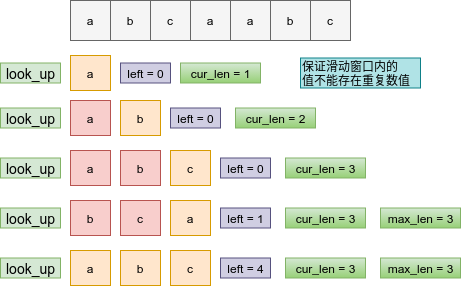 a b c a a b c
look_up a left = 0 cur_len = 1 保证滑动窗口内的
值不能存在重复数值
look_up a b left = 0 cur_len = 2
look_up a b c left = 0 cur_len = 3
look_up b c a left = 1 cur_len = 3 max_len = 3
look_up a b c left = 4 cur_len = 3 max_len = 3